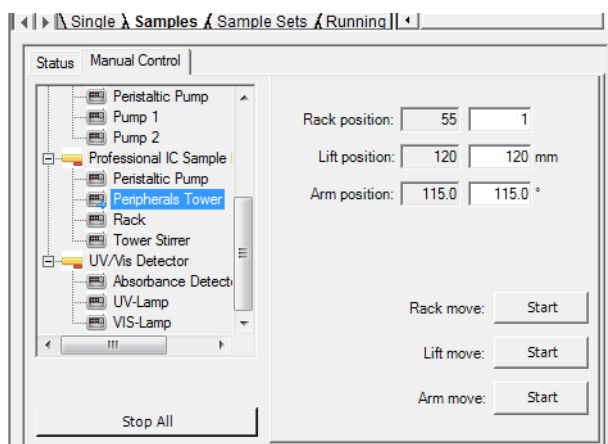 Single Samples Sample Sets Running
Status Manual Control
Peristaltic Pump
Pump 1
Pump 2
Professional IC Sample
Peristaltic Pump
Peripherals Tower
Rack
Tower Stirrer
UV/Vis Detector
Absorbance Detect
UV-Lamp
VIS-Lamp
Stop All
Rack position: 55 1
Lift position: 120 120 mm
Arm position: 115.0 115.0 °
Rack move: Start
Lift move: Start
Arm move: Start